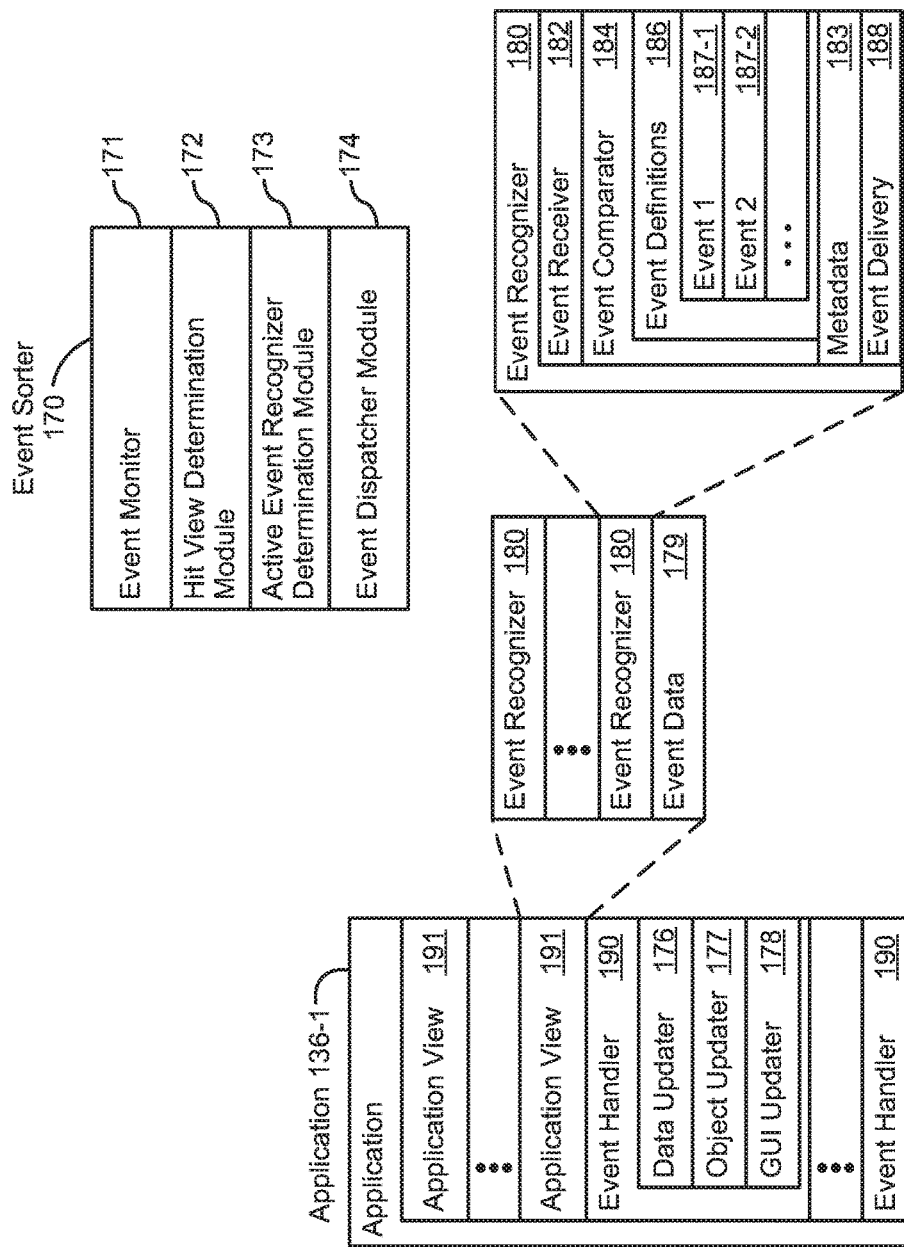 Event Sorter
170
Event Monitor
171
Hit View Determination
Module
172
Active Event Recognizer
Determination Module
173
Event Dispatcher Module
174
Application 136-1
Application
Application View 191
Application View 191
Event Handler 190
Data Updater 176
Object Updater 177
GUI Updater 178
Event Handler 190
Event Recognizer 180
Event Recognizer 180
Event Data 179
Event Recognizer 180
Event Receiver 182
Event Comparator 184
Event Definitions 186
Event 1 187-1
Event 2 187-2
Metadata 183
Event Delivery 188